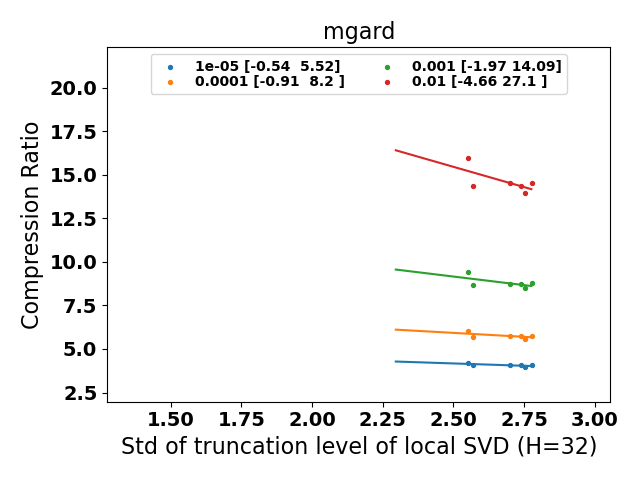 mgard
1e-05 [-0.54  5.52]
0.0001 [-0.91  8.2 ]
0.001 [-1.97 14.09]
0.01 [-4.66 27.1 ]
Compression Ratio
20.0
17.5
15.0
12.5
10.0
7.5
5.0
2.5
1.50 1.75 2.00 2.25 2.50 2.75 3.00
Std of truncation level of local SVD (H=32)